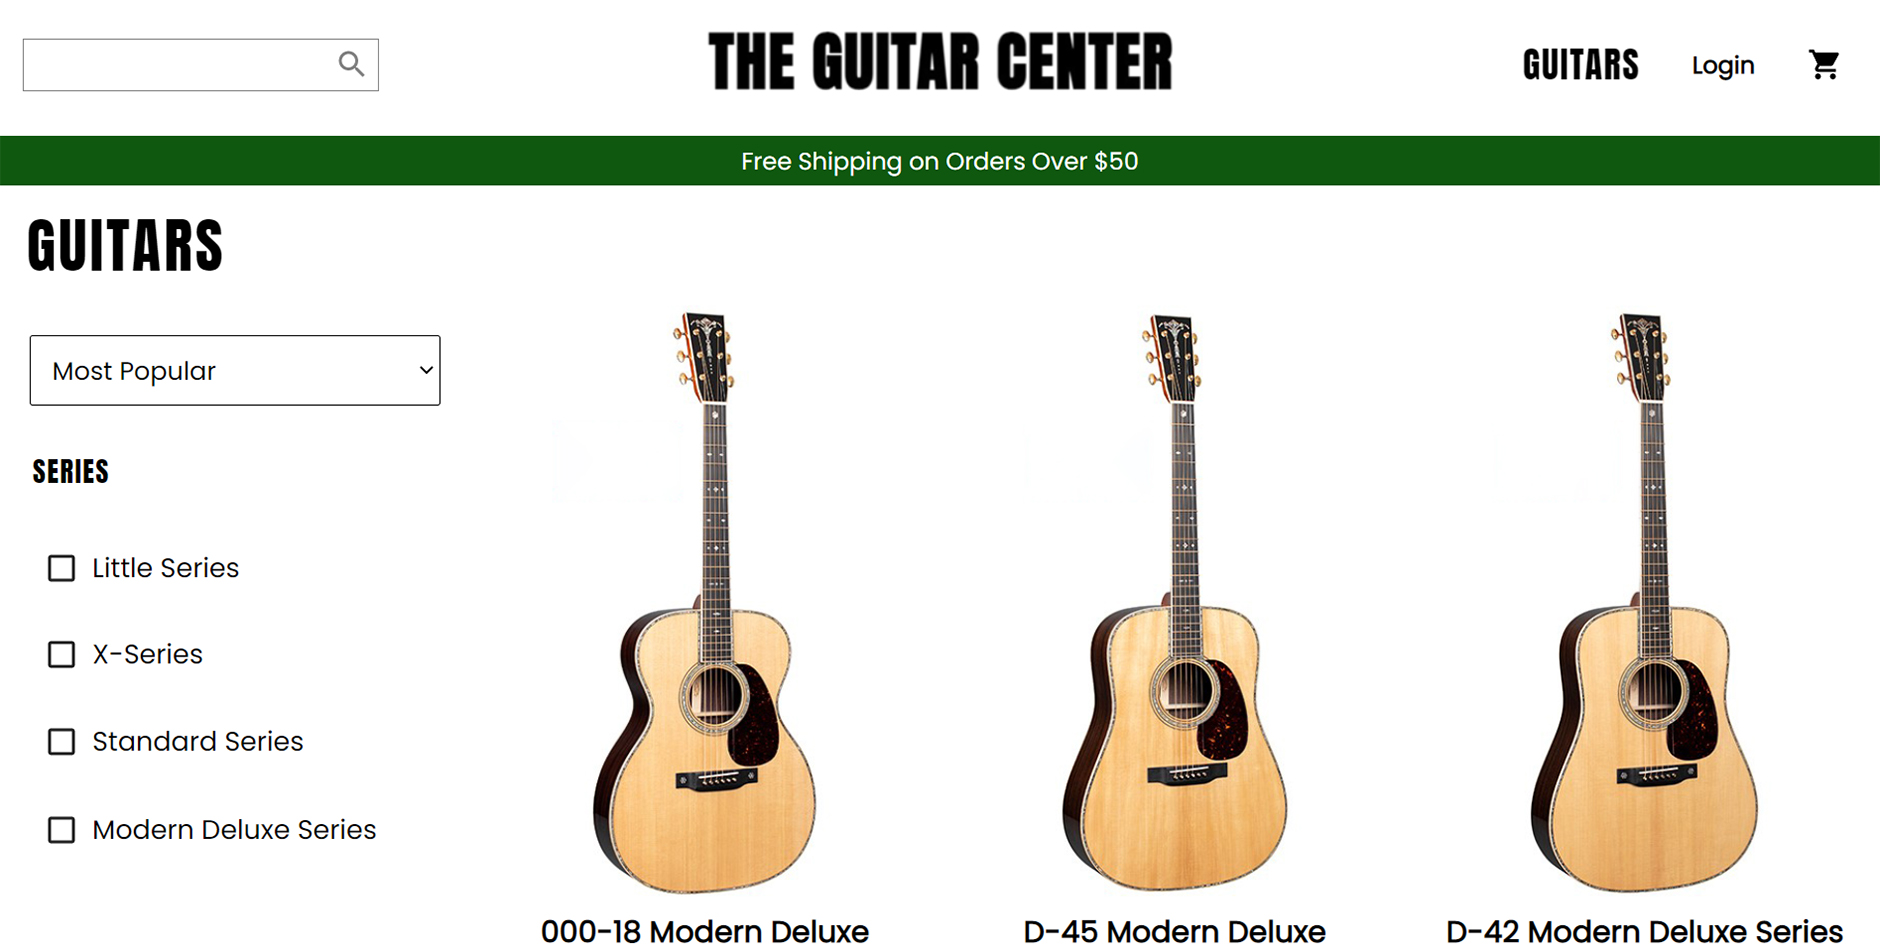 THE GUITAR CENTER
GUITARS
Login
Free Shipping on Orders Over $50
GUITARS
Most Popular
SERIES
Little Series
X-Series
Standard Series
Modern Deluxe Series
000-18 Modern Deluxe
D-45 Modern Deluxe
D-42 Modern Deluxe Series